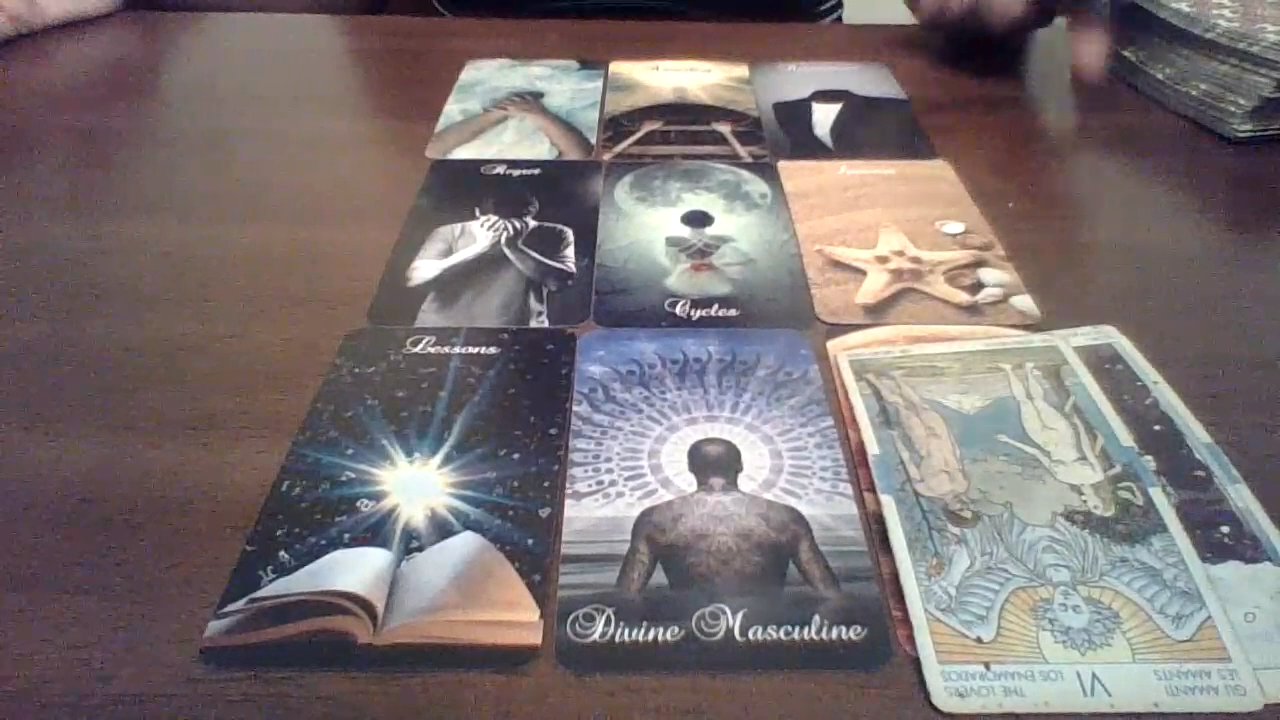 Regret
Cycles
Lessons
Divine Masculine
THE LOVERS
LOS ENAMORADOS
VI
GLI AMANTI
LES AMANTS